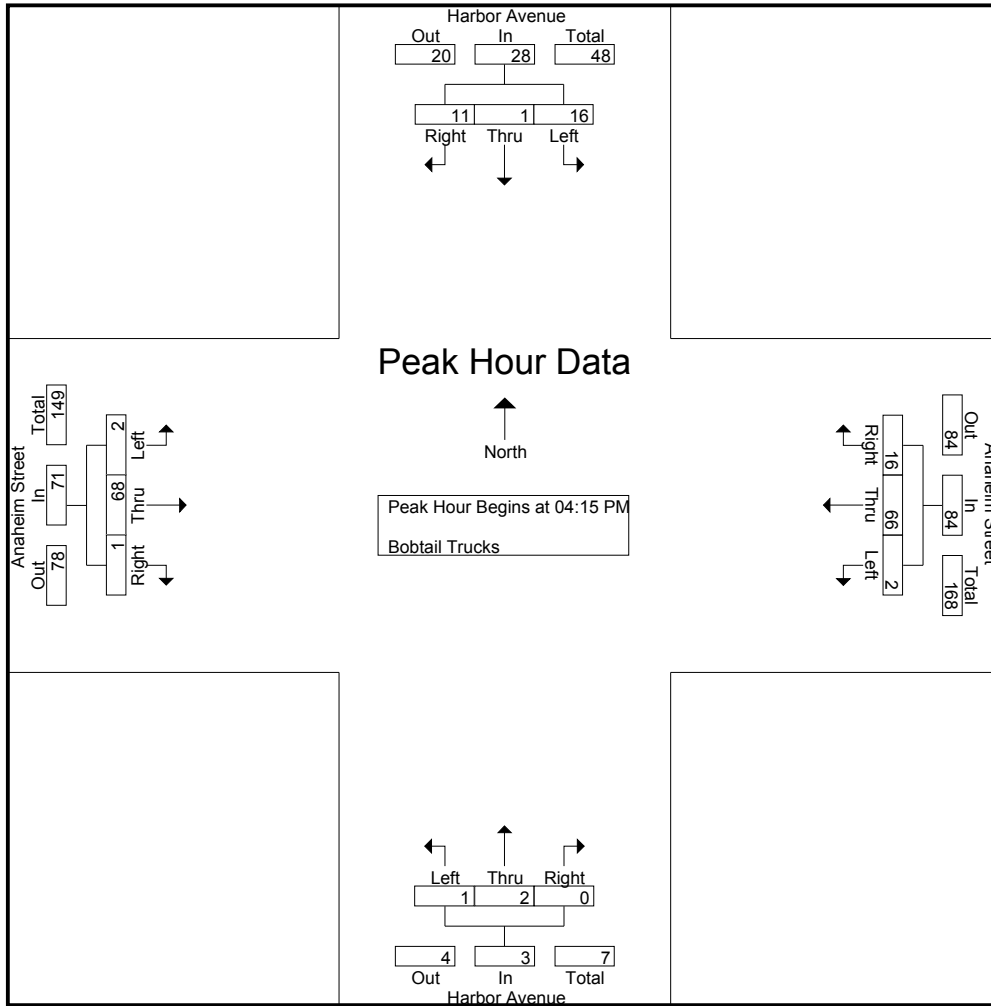 Harbor Avenue
Out In Total
20 28 48
11 1 16
Right Thru Left
Peak Hour Data
North
Peak Hour Begins at 04:15 PM
Bobtail Trucks
Anaheim Street
Total In Out
149 71 78
2 68 1
Left Thru Right
Anaheim Street
Out In Total
84 84 168
16 66 2
Right Thru Left
Left Thru Right
1 2 0
4 3 7
Out In Total
Harbor Avenue